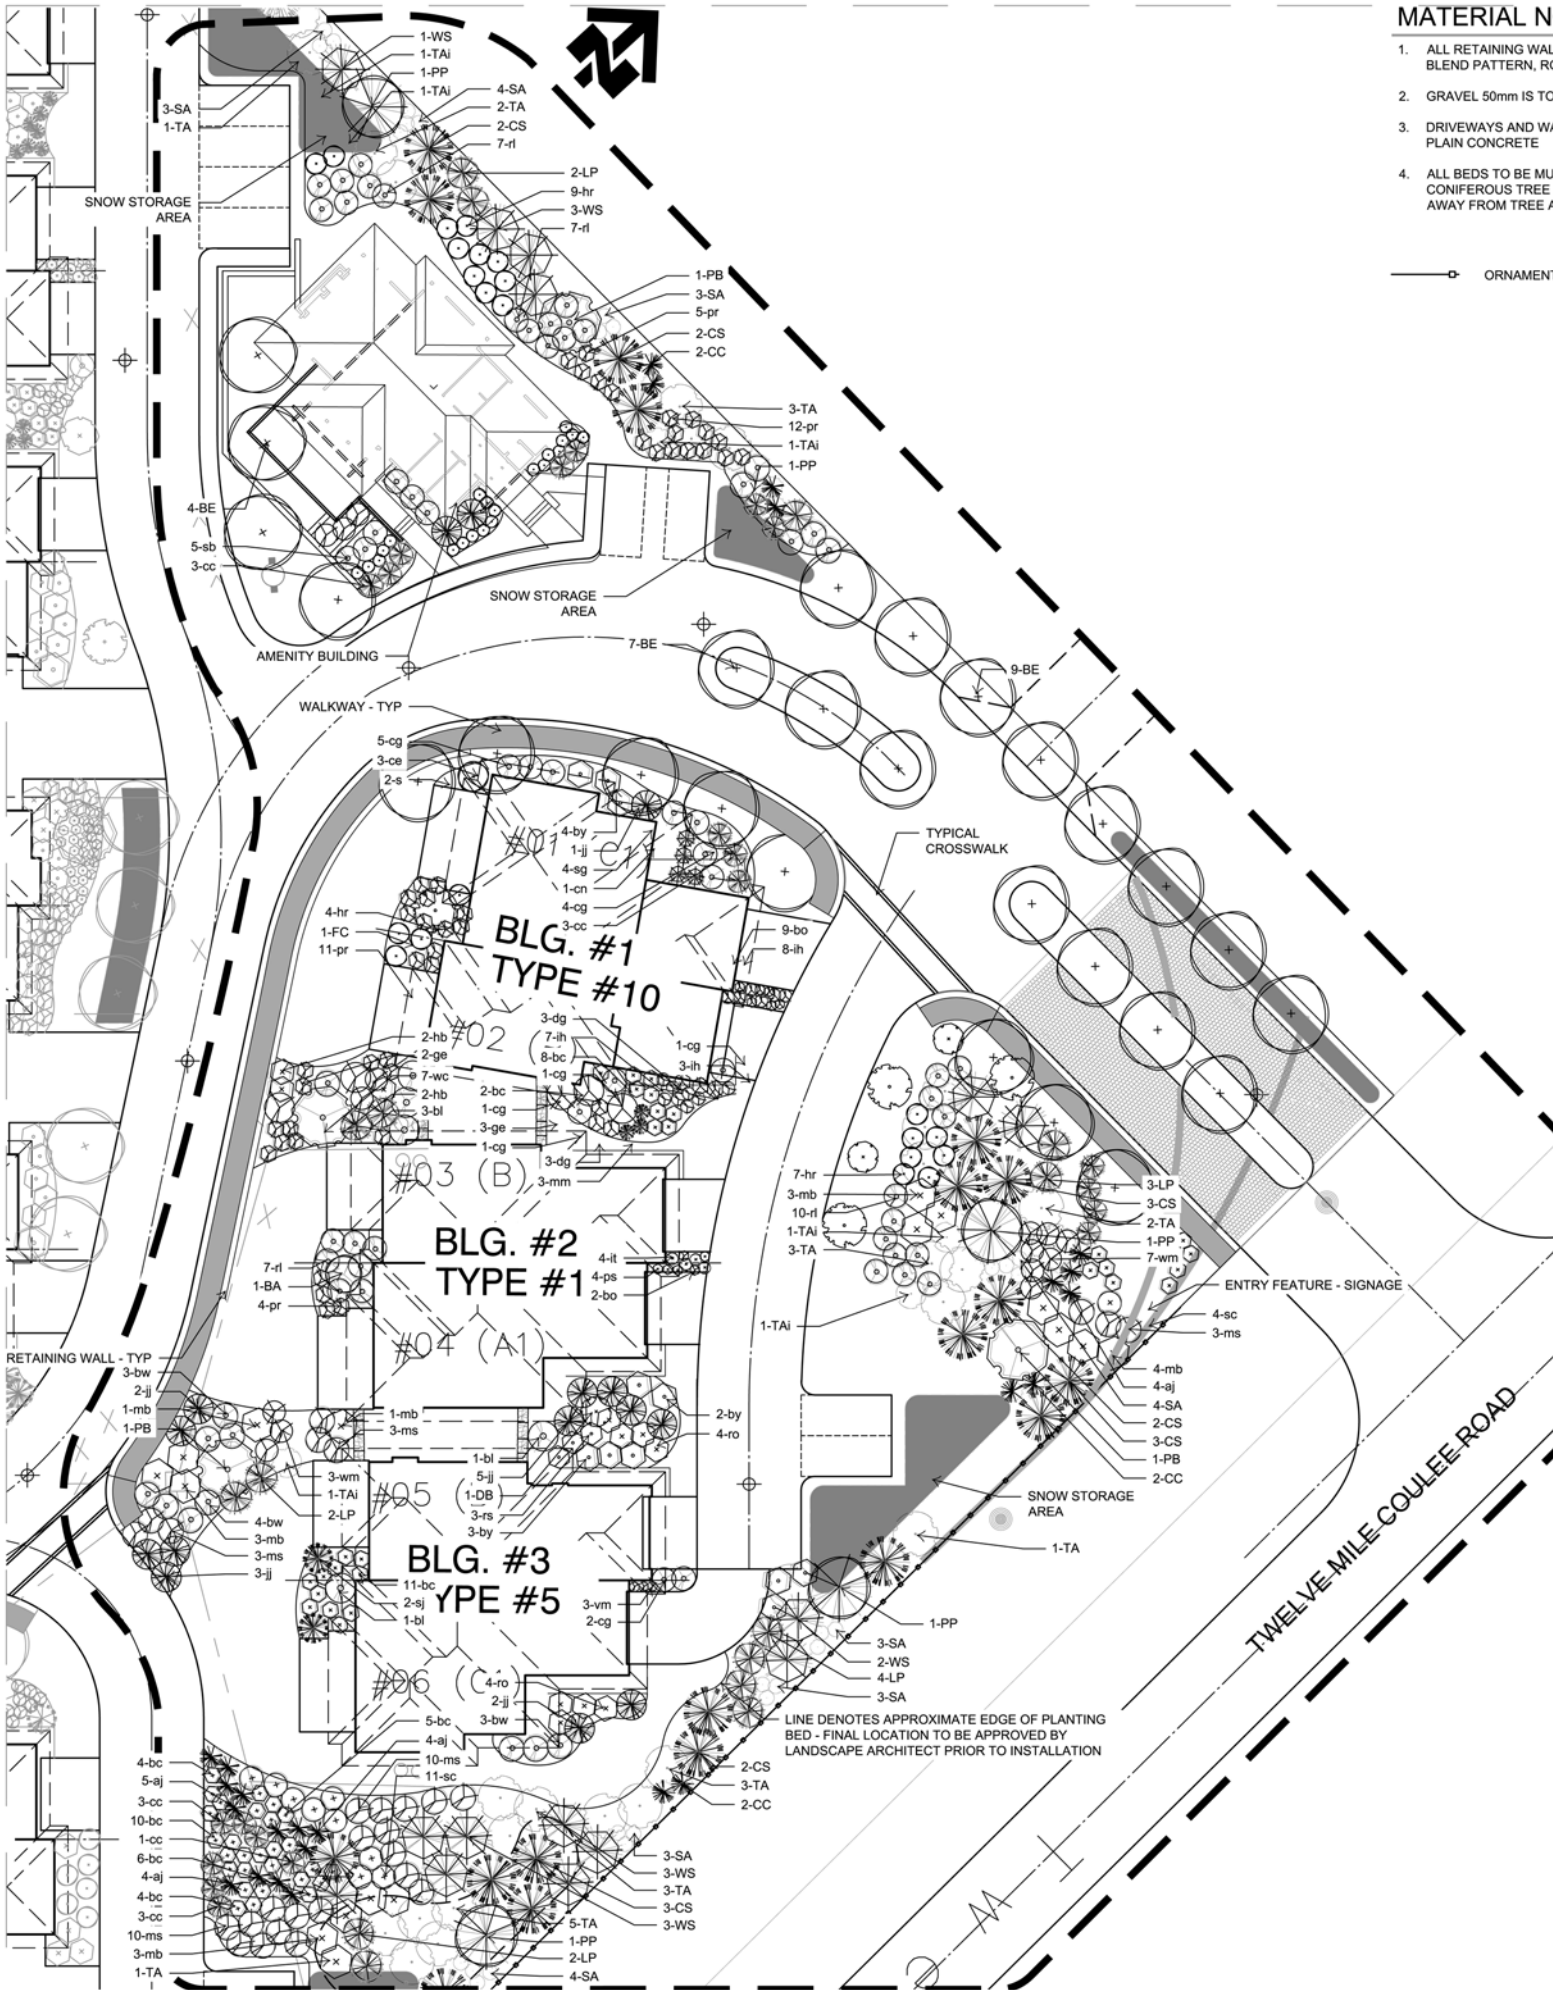 MATERIAL N
1. ALL RETAINING WAL
BLEND PATTERN, RO
2. GRAVEL 50mm IS TO
3. DRIVEWAYS AND WA
PLAIN CONCRETE
4. ALL BEDS TO BE MU
CONIFEROUS TREE
AWAY FROM TREE A
ORNAMENT
1-WS
1-TAi
1-PP
1-TAi
4-SA
2-TA
2-CS
7-rl
3-SA
1-TA
SNOW STORAGE
AREA
2-LP
9-hr
3-WS
7-rl
1-PB
3-SA
5-pr
2-CS
2-CC
3-TA
12-pr
1-TAi
1-PP
4-BE
5-sb
3-cc
SNOW STORAGE
AREA
AMENITY BUILDING
7-BE
9-BE
WALKWAY - TYP
5-cg
3-ce
2-s
4-by
1-jj
4-sg
1-cn
4-cg
3-cc
TYPICAL
CROSSWALK
4-hr
1-FC
11-pr
9-bo
8-ih
#01
BLG. #1
TYPE #10
#02
3-dg
7-ih
8-bc
1-cg
1-cg
3-ih
2-hb
2-ge
7-wc
2-hb
3-bl
2-bc
1-cg
3-ge
1-cg
3-dg
3-mm
#03 (B)
BLG. #2
TYPE #1
#04 (A1)
7-rl
1-BA
4-pr
4-it
4-ps
2-bo
7-hr
3-mb
10-rl
1-TAi
3-TA
1-TAi
3-LP
3-CS
2-TA
1-PP
7-wm
ENTRY FEATURE - SIGNAGE
4-sc
3-ms
4-mb
4-aj
4-SA
2-CS
3-CS
1-PB
2-CC
RETAINING WALL - TYP
3-bw
2-jj
1-mb
1-PB
1-mb
3-ms
2-by
4-ro
3-wm
1-TAi
2-LP
4-bw
3-mb
3-ms
3-jj
1-bl
5-jj
1-DB
3-rs
3-by
#05
BLG. #3
YPE #5
#06
11-bc
2-sj
1-bl
3-vm
2-cg
SNOW STORAGE
AREA
1-TA
1-PP
3-SA
2-WS
4-LP
3-SA
TWELVE MILE COULEE ROAD
4-ro
2-jj
3-bw
LINE DENOTES APPROXIMATE EDGE OF PLANTING
BED - FINAL LOCATION TO BE APPROVED BY
LANDSCAPE ARCHITECT PRIOR TO INSTALLATION
5-bc
4-aj
10-ms
11-sc
2-CS
3-TA
2-CC
4-bc
5-aj
3-cc
10-bc
1-cc
6-bc
4-aj
4-bc
3-cc
10-ms
3-mb
1-TA
3-SA
3-WS
3-TA
3-CS
3-WS
5-TA
1-PP
2-LP
4-SA